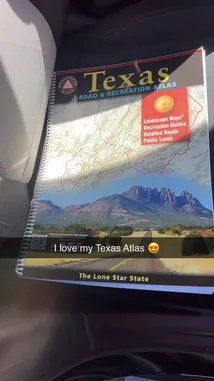 Texas
ROAD & RECREATION ATLAS
Landscape Maps
Recreation Guides
Detailed Roads
Public Lands
I love my Texas Atlas 😍
The Lone Star State